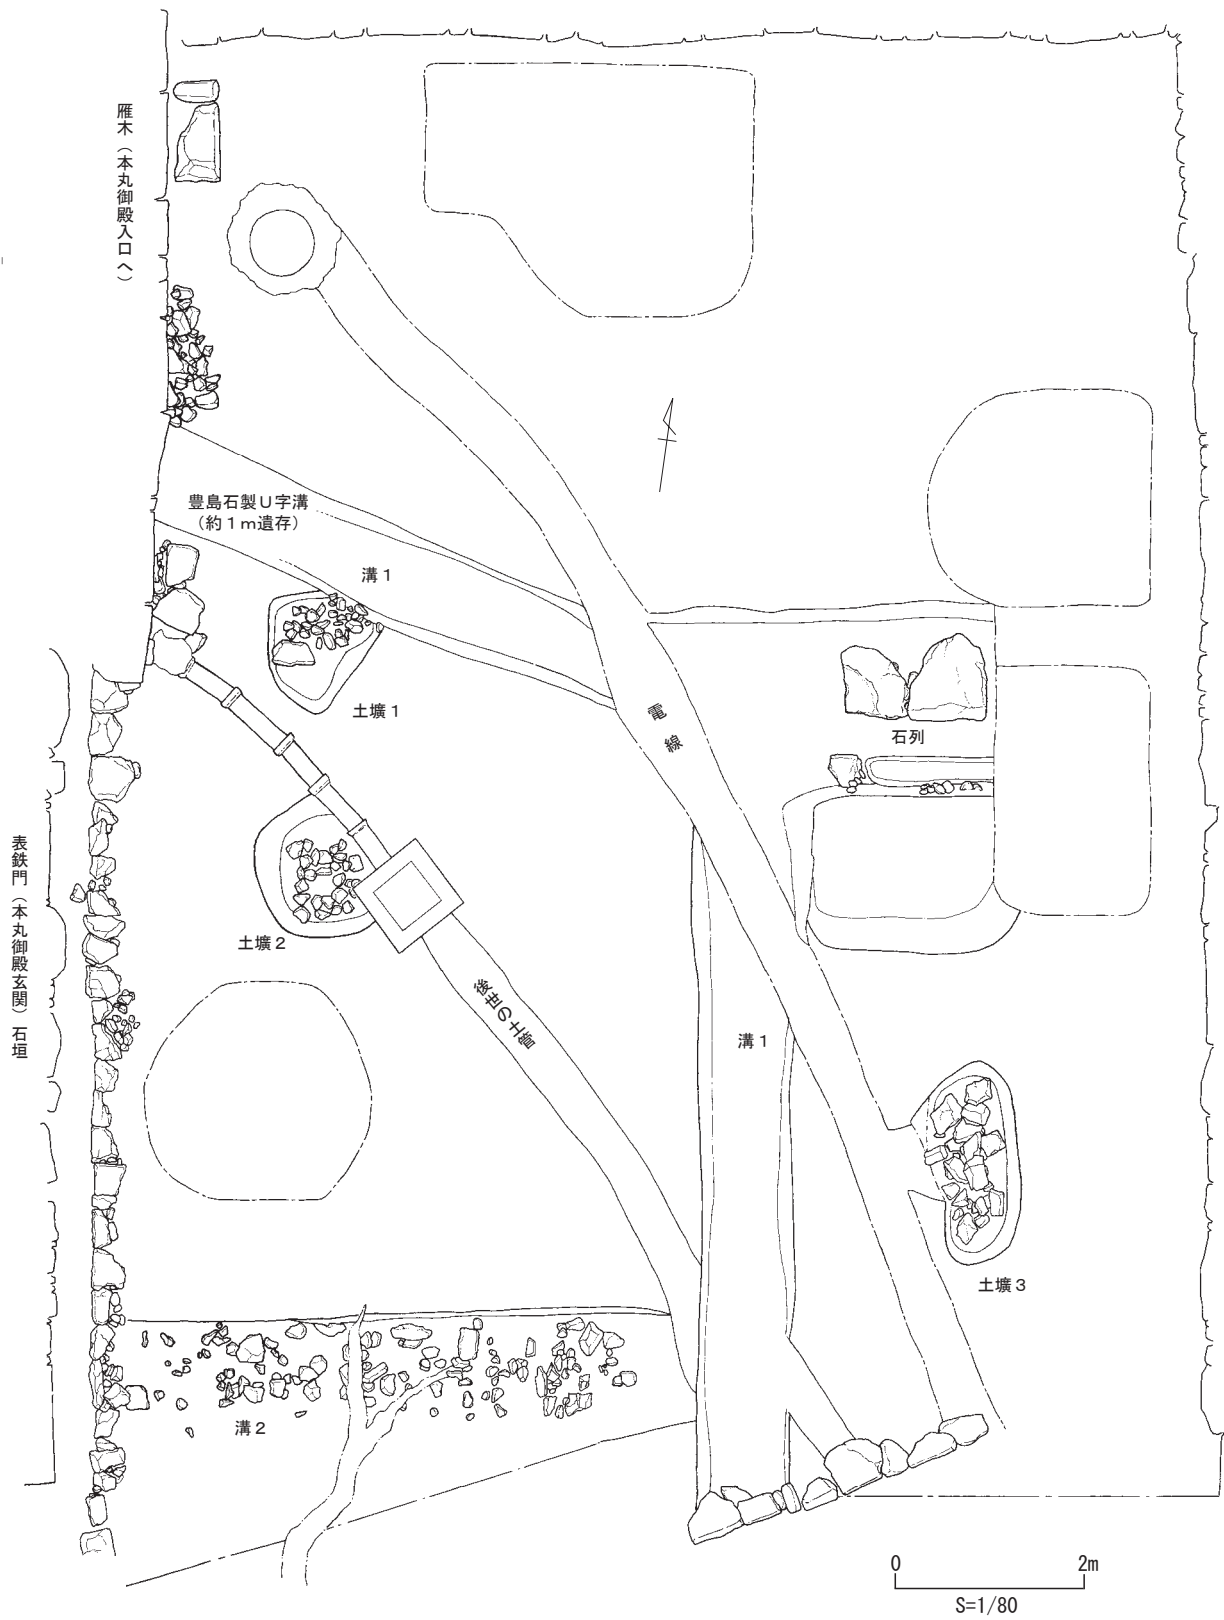 雁木（本丸御殿入口へ）
豊島石製Ｕ字溝
（約１ｍ遺存）
溝１
土壙１
電線
石列
表鉄門（本丸御殿玄関）石垣
土壙２
後世の土管
溝１
土壙３
溝２
0 2m
S=1/80